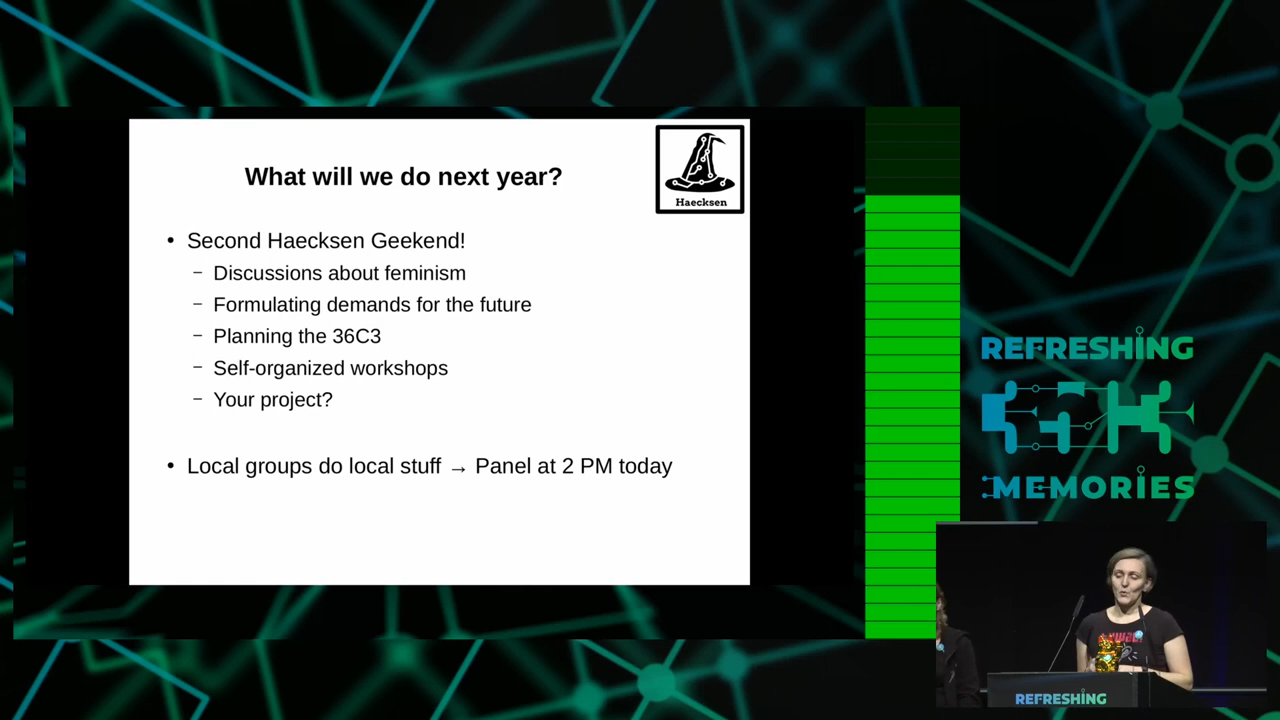 What will we do next year?
Haecksen
• Second Haecksen Geekend!
– Discussions about feminism
– Formulating demands for the future
– Planning the 36C3
– Self-organized workshops
– Your project?
• Local groups do local stuff → Panel at 2 PM today
REFRESHING
MEMORIES
REFRESHING